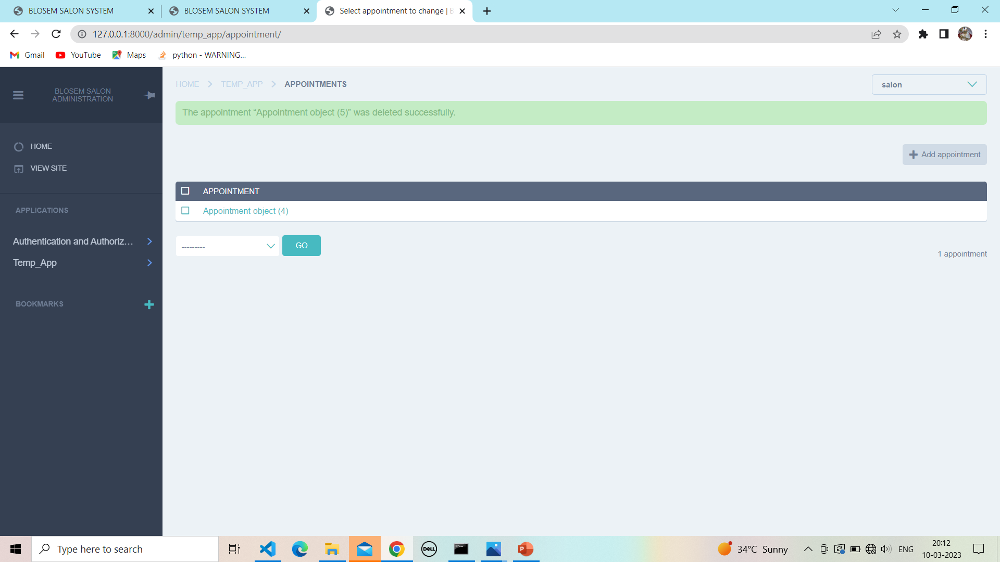 BLOSEM SALON SYSTEM
BLOSEM SALON SYSTEM
Select appointment to change | B
127.0.0.1:8000/admin/temp_app/appointment/
Gmail
YouTube
Maps
python - WARNING...
BLOSEM SALON
ADMINISTRATION
HOME
VIEW SITE
APPLICATIONS
Authentication and Authoriz...
Temp_App
BOOKMARKS
HOME TEMP_APP APPOINTMENTS
salon
The appointment “Appointment object (5)” was deleted successfully.
Add appointment
APPOINTMENT
Appointment object (4)
---------
GO
1 appointment
Type here to search
DELL
34°C Sunny
ENG
20:12
10-03-2023